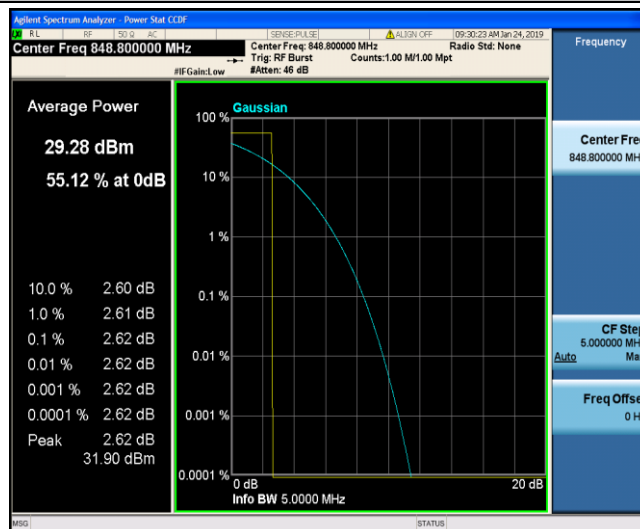 Agilent Spectrum Analyzer - Power Stat CCDF
RL RF 50 Ω AC SENSE:PULSE ALIGN OFF 09:30:23 AM Jan 24, 2019
Center Freq 848.800000 MHz
Center Freq: 848.800000 MHz Radio Std: None
Trig: RF Burst Counts:1.00 M/1.00 Mpt
#IFGain:Low #Atten: 46 dB
Frequency
Average Power
29.28 dBm
55.12 % at 0dB
10.0 % 2.60 dB
1.0 % 2.61 dB
0.1 % 2.62 dB
0.01 % 2.62 dB
0.001 % 2.62 dB
0.0001 % 2.62 dB
Peak 2.62 dB
31.90 dBm
Gaussian
100 %
10 %
1 %
0.1 %
0.01 %
0.001 %
0.0001 %
0 dB 20 dB
Info BW 5.0000 MHz
Center Fre
848.800000 MH
CF Ste
5.000000 MH
Auto Ma
Freq Offse
0 H
MSG STATUS